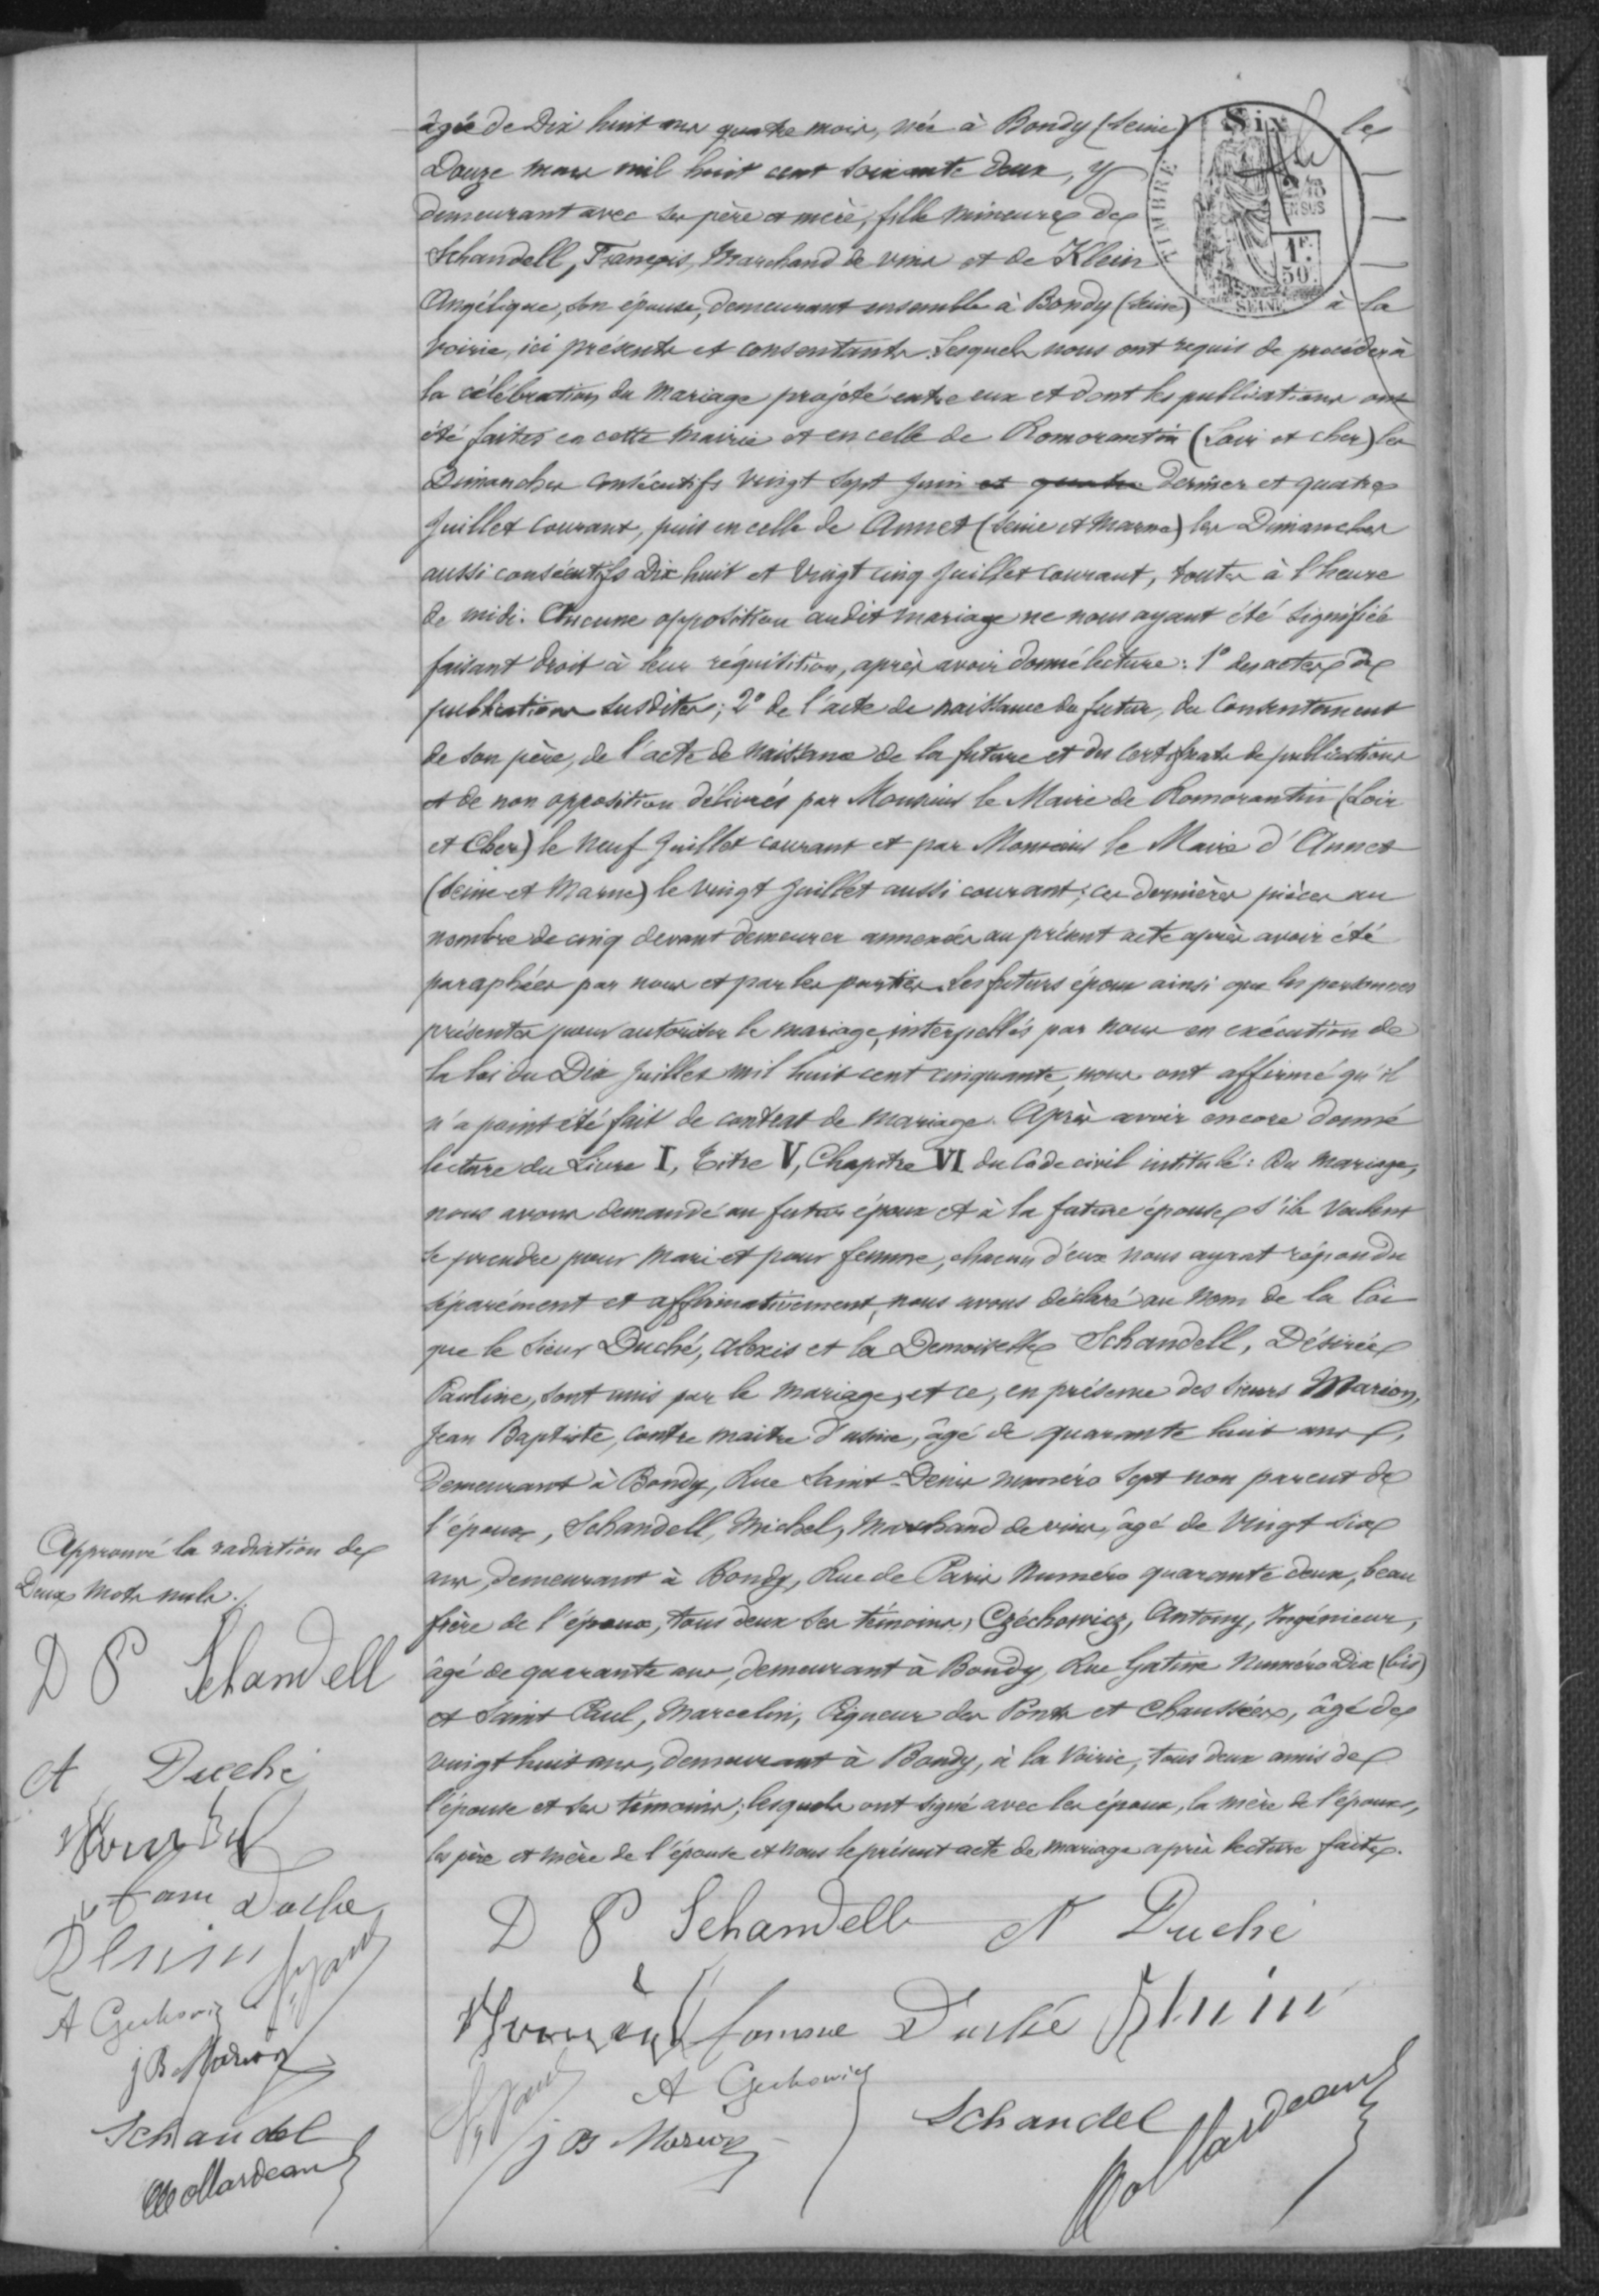 âgée de Dix huit ans quatre mois, née à Bondy (Seine) le
Douze mars mil huit cent soixante deux, y
demeurant avec ses père et mère, fille mineure de
Schandell, François, Marchand de vins et de Klein
Angélique, son épouse, demeurant ensemble à Bondy (Seine) à la
voirie, ici présents et consentants. Lesquels nous ont requis de procéder à
la célébration du mariage projeté entre eux et dont les publications ont
été faites en cette mairie et en celle de Romorantin (Loir et Cher) les
Dimanches consécutifs vingt sept Juin et quatre dernier et quatre
Juillet courant, puis en celle de Annet (Seine et Marne) les Dimanches
aussi consécutifs Dix huit et vingt cinq Juillet courant, toutes à l'heure
de midi. Aucune opposition audit mariage ne nous ayant été signifiée
faisant droit à leur réquisition, après avoir donné lecture : 1° des actes de
publications susdites ; 2° de l'acte de naissance du futur, du consentement
de son père, de l'acte de naissance de la future et des certificats de publications
et de non opposition délivrés par Monsieur le Maire de Romorantin (Loir
et Cher) le neuf Juillet courant et par Monsieur le Maire d'Annet
(Seine et Marne) le vingt Juillet aussi courant ; ces dernières pièces au
nombre de cinq devant demeurer annexées au présent acte après avoir été
paraphées par nous et par les parties. Les futurs époux ainsi que les personnes
présentes pour autoriser le mariage, interpellés par nous en exécution de
la loi du Dix Juillet mil huit cent cinquante, nous ont affirmé qu'il
n'a point été fait de contrat de mariage. Après avoir encore donné
lecture du Livre I, Titre V, Chapitre VI du Code civil intitulé : Du Mariage,
nous avons demandé au futur époux et à la future épouse s'ils veulent
se prendre pour mari et pour femme, chacun d'eux nous ayant répondu
séparément et affirmativement, nous avons déclaré au nom de la loi
que le Sieur Duché, Alexis et la Demoiselle Schandell, Désirée
Pauline, sont unis par le mariage, et ce, en présence des Sieurs Marion,
Jean Baptiste, contre maitre d'usine, âgé de quarante huit ans,
demeurant à Bondy, Rue Saint-Denis numéro Sept non parent de
l'époux, Schandell, Michel, Marchand de vins, âgé de vingt six
ans, demeurant à Bondy, Rue de Paris Numéro quarante deux, beau
frère de l'époux, tous deux ses témoins, Czéchowicz, Antony, Ingénieur,
âgé de quarante ans, demeurant à Bondy, Rue Gatine Numéro Dix (bis)
et Saint Paul, Marcelin, Piqueur des Ponts et Chaussées, âgé de
vingt huit ans, demeurant à Bondy, à la Voirie, tous deux amis de
l'épouse et ses témoins ; lesquels ont signé avec les époux, la mère de l'époux,
les père et mère de l'épouse et nous le présent acte de mariage après lecture faite.
D P Schandell A Duché
femme Duché
A Czechowicz
J B Marion
Schandel
Approuvé la radiation de
Deux mots nuls.
D P Schandell
A Duché
fame Duche
A Czechowicz
J B Marion
Schandel
TIMBRE
Six
EN SUS
1F.
50c
SEINE